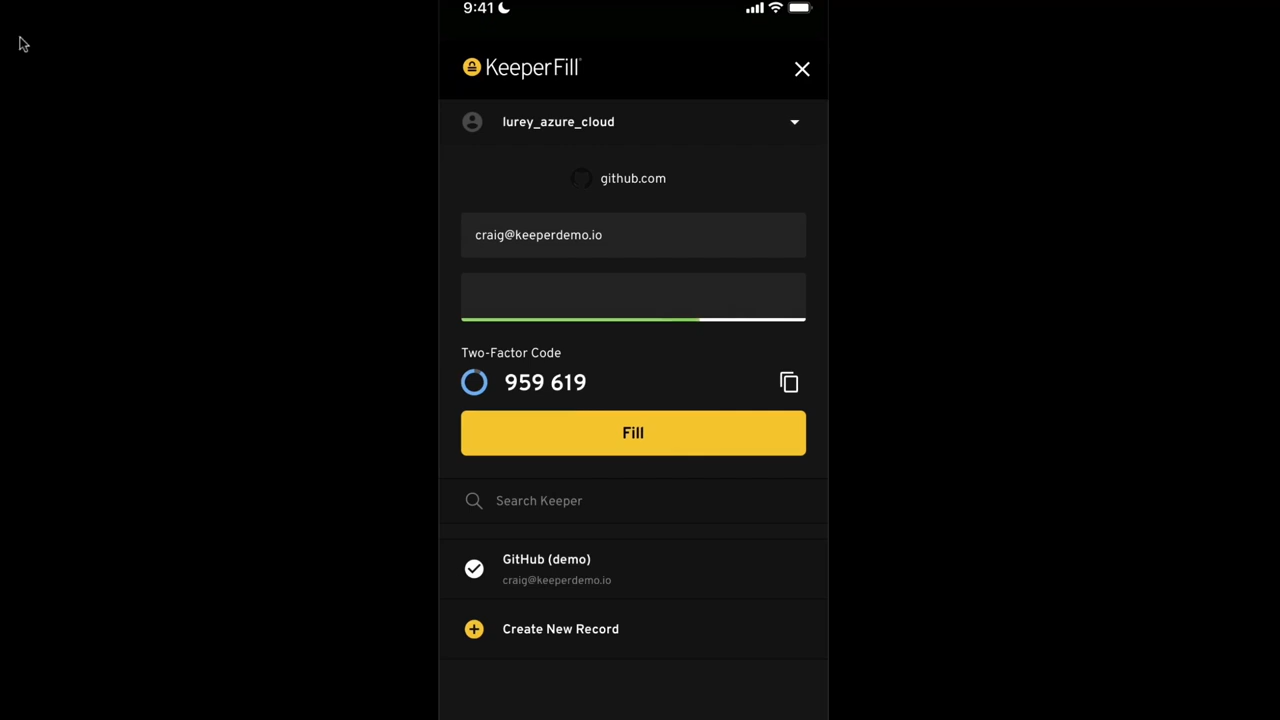 9:41
KeeperFill
lurey_azure_cloud
github.com
craig@keeperdemo.io
Two-Factor Code
959 619
Fill
Search Keeper
GitHub (demo)
craig@keeperdemo.io
Create New Record